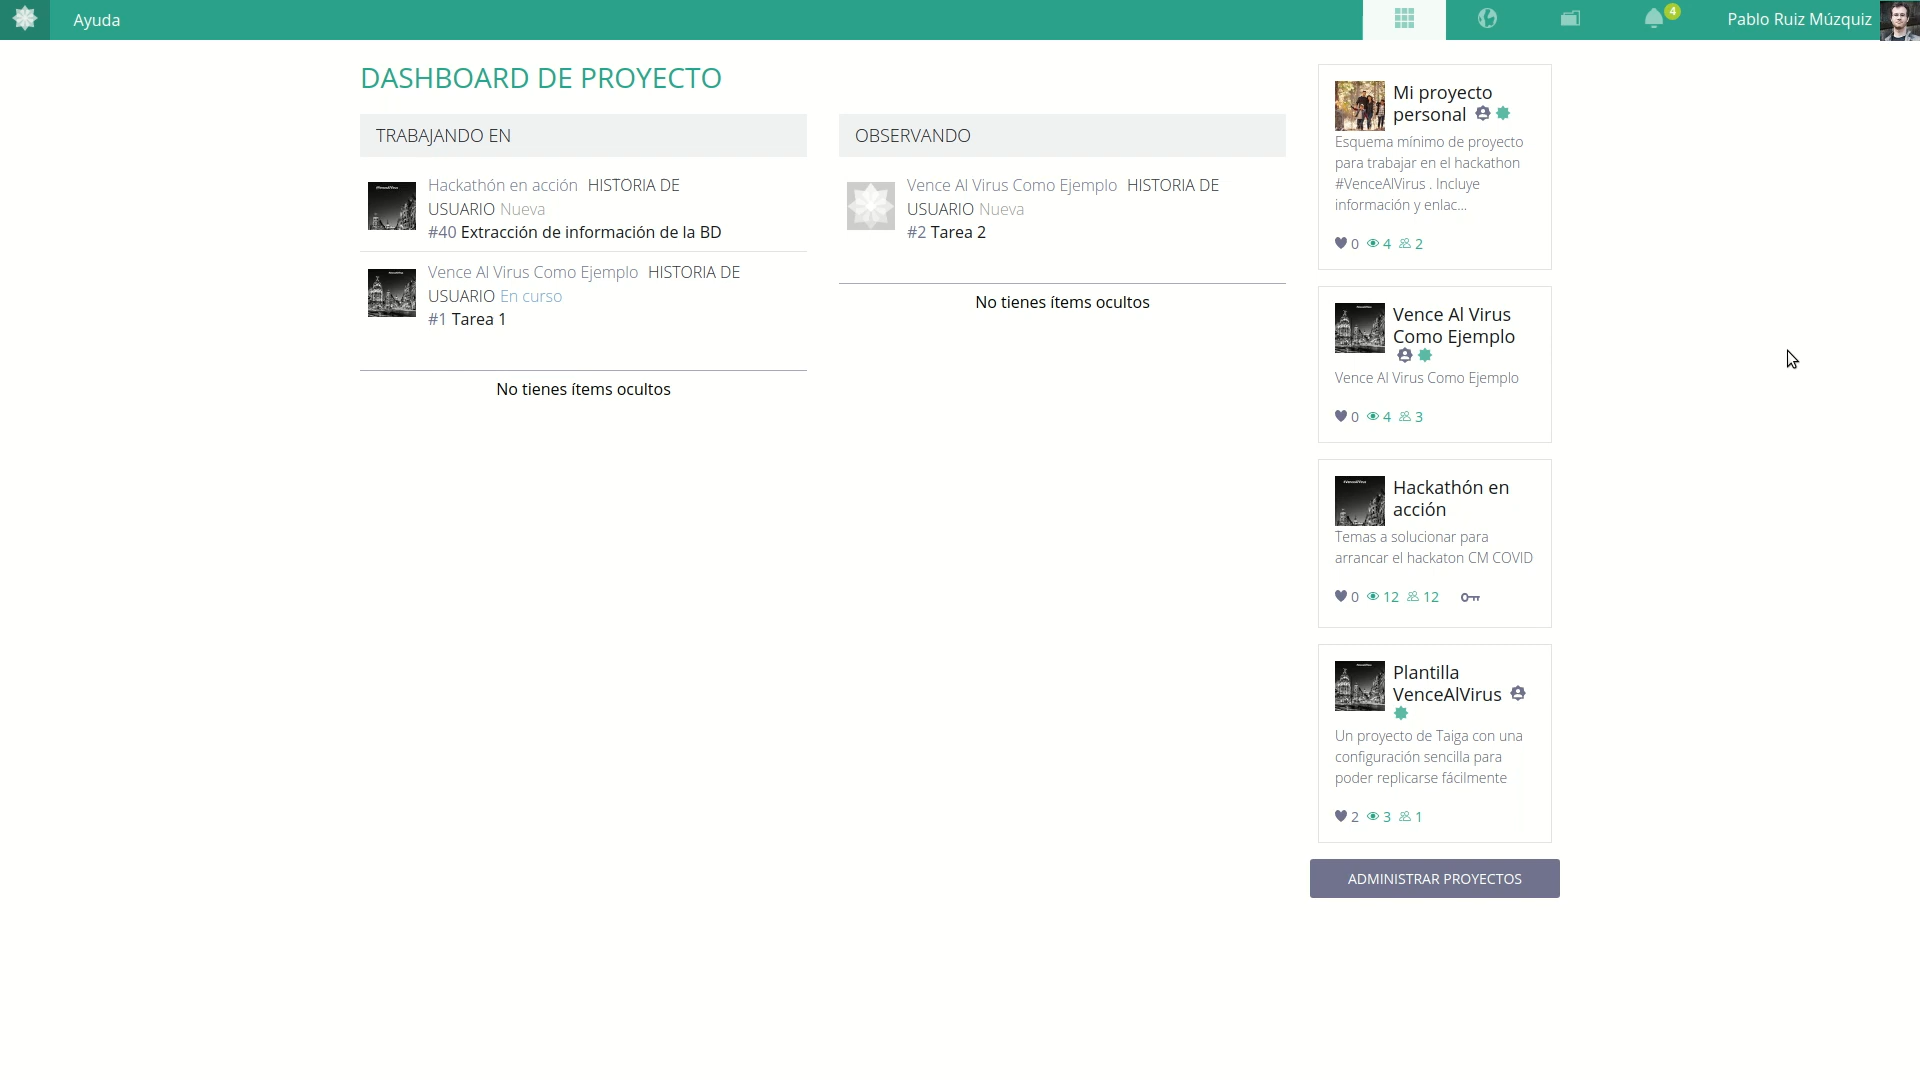 Ayuda
4
Pablo Ruiz Múzquiz
DASHBOARD DE PROYECTO
TRABAJANDO EN
Hackathón en acción HISTORIA DE
USUARIO Nueva
#40 Extracción de información de la BD
Vence Al Virus Como Ejemplo HISTORIA DE
USUARIO En curso
#1 Tarea 1
No tienes ítems ocultos
OBSERVANDO
Vence Al Virus Como Ejemplo HISTORIA DE
USUARIO Nueva
#2 Tarea 2
No tienes ítems ocultos
Mi proyecto
personal
Esquema mínimo de proyecto
para trabajar en el hackathon
#VenceAlVirus . Incluye
información y enlac...
0 4 2
Vence Al Virus
Como Ejemplo
Vence Al Virus Como Ejemplo
0 4 3
Hackathón en
acción
Temas a solucionar para
arrancar el hackaton CM COVID
0 12 12
Plantilla
VenceAlVirus
Un proyecto de Taiga con una
configuración sencilla para
poder replicarse fácilmente
2 3 1
ADMINISTRAR PROYECTOS